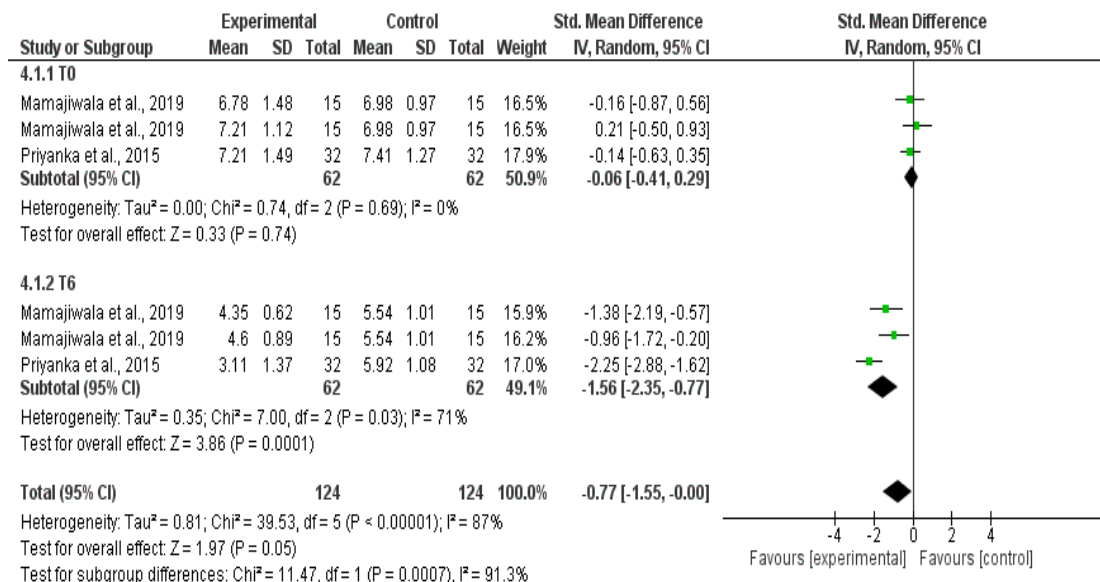 Experimental Control Std. Mean Difference Std. Mean Difference
Study or Subgroup Mean SD Total Mean SD Total Weight IV, Random, 95% CI IV, Random, 95% CI
4.1.1 T0
Mamajiwala et al., 2019 6.78 1.48 15 6.98 0.97 15 16.5% -0.16 [-0.87, 0.56]
Mamajiwala et al., 2019 7.21 1.12 15 6.98 0.97 15 16.5% 0.21 [-0.50, 0.93]
Priyanka et al., 2015 7.21 1.49 32 7.41 1.27 32 17.9% -0.14 [-0.63, 0.35]
Subtotal (95% CI) 62 62 50.9% -0.06 [-0.41, 0.29]
Heterogeneity: Tau² = 0.00; Chi² = 0.74, df = 2 (P = 0.69); I² = 0%
Test for overall effect: Z = 0.33 (P = 0.74)
4.1.2 T6
Mamajiwala et al., 2019 4.35 0.62 15 5.54 1.01 15 15.9% -1.38 [-2.19, -0.57]
Mamajiwala et al., 2019 4.6 0.89 15 5.54 1.01 15 16.2% -0.96 [-1.72, -0.20]
Priyanka et al., 2015 3.11 1.37 32 5.92 1.08 32 17.0% -2.25 [-2.88, -1.62]
Subtotal (95% CI) 62 62 49.1% -1.56 [-2.35, -0.77]
Heterogeneity: Tau² = 0.35; Chi² = 7.00, df = 2 (P = 0.03); I² = 71%
Test for overall effect: Z = 3.86 (P = 0.0001)
Total (95% CI) 124 124 100.0% -0.77 [-1.55, -0.00]
Heterogeneity: Tau² = 0.81; Chi² = 39.53, df = 5 (P < 0.00001); I² = 87%
Test for overall effect: Z = 1.97 (P = 0.05)
Test for subgroup differences: Chi² = 11.47, df = 1 (P = 0.0007), I² = 91.3%
-4 -2 0 2 4
Favours [experimental] Favours [control]